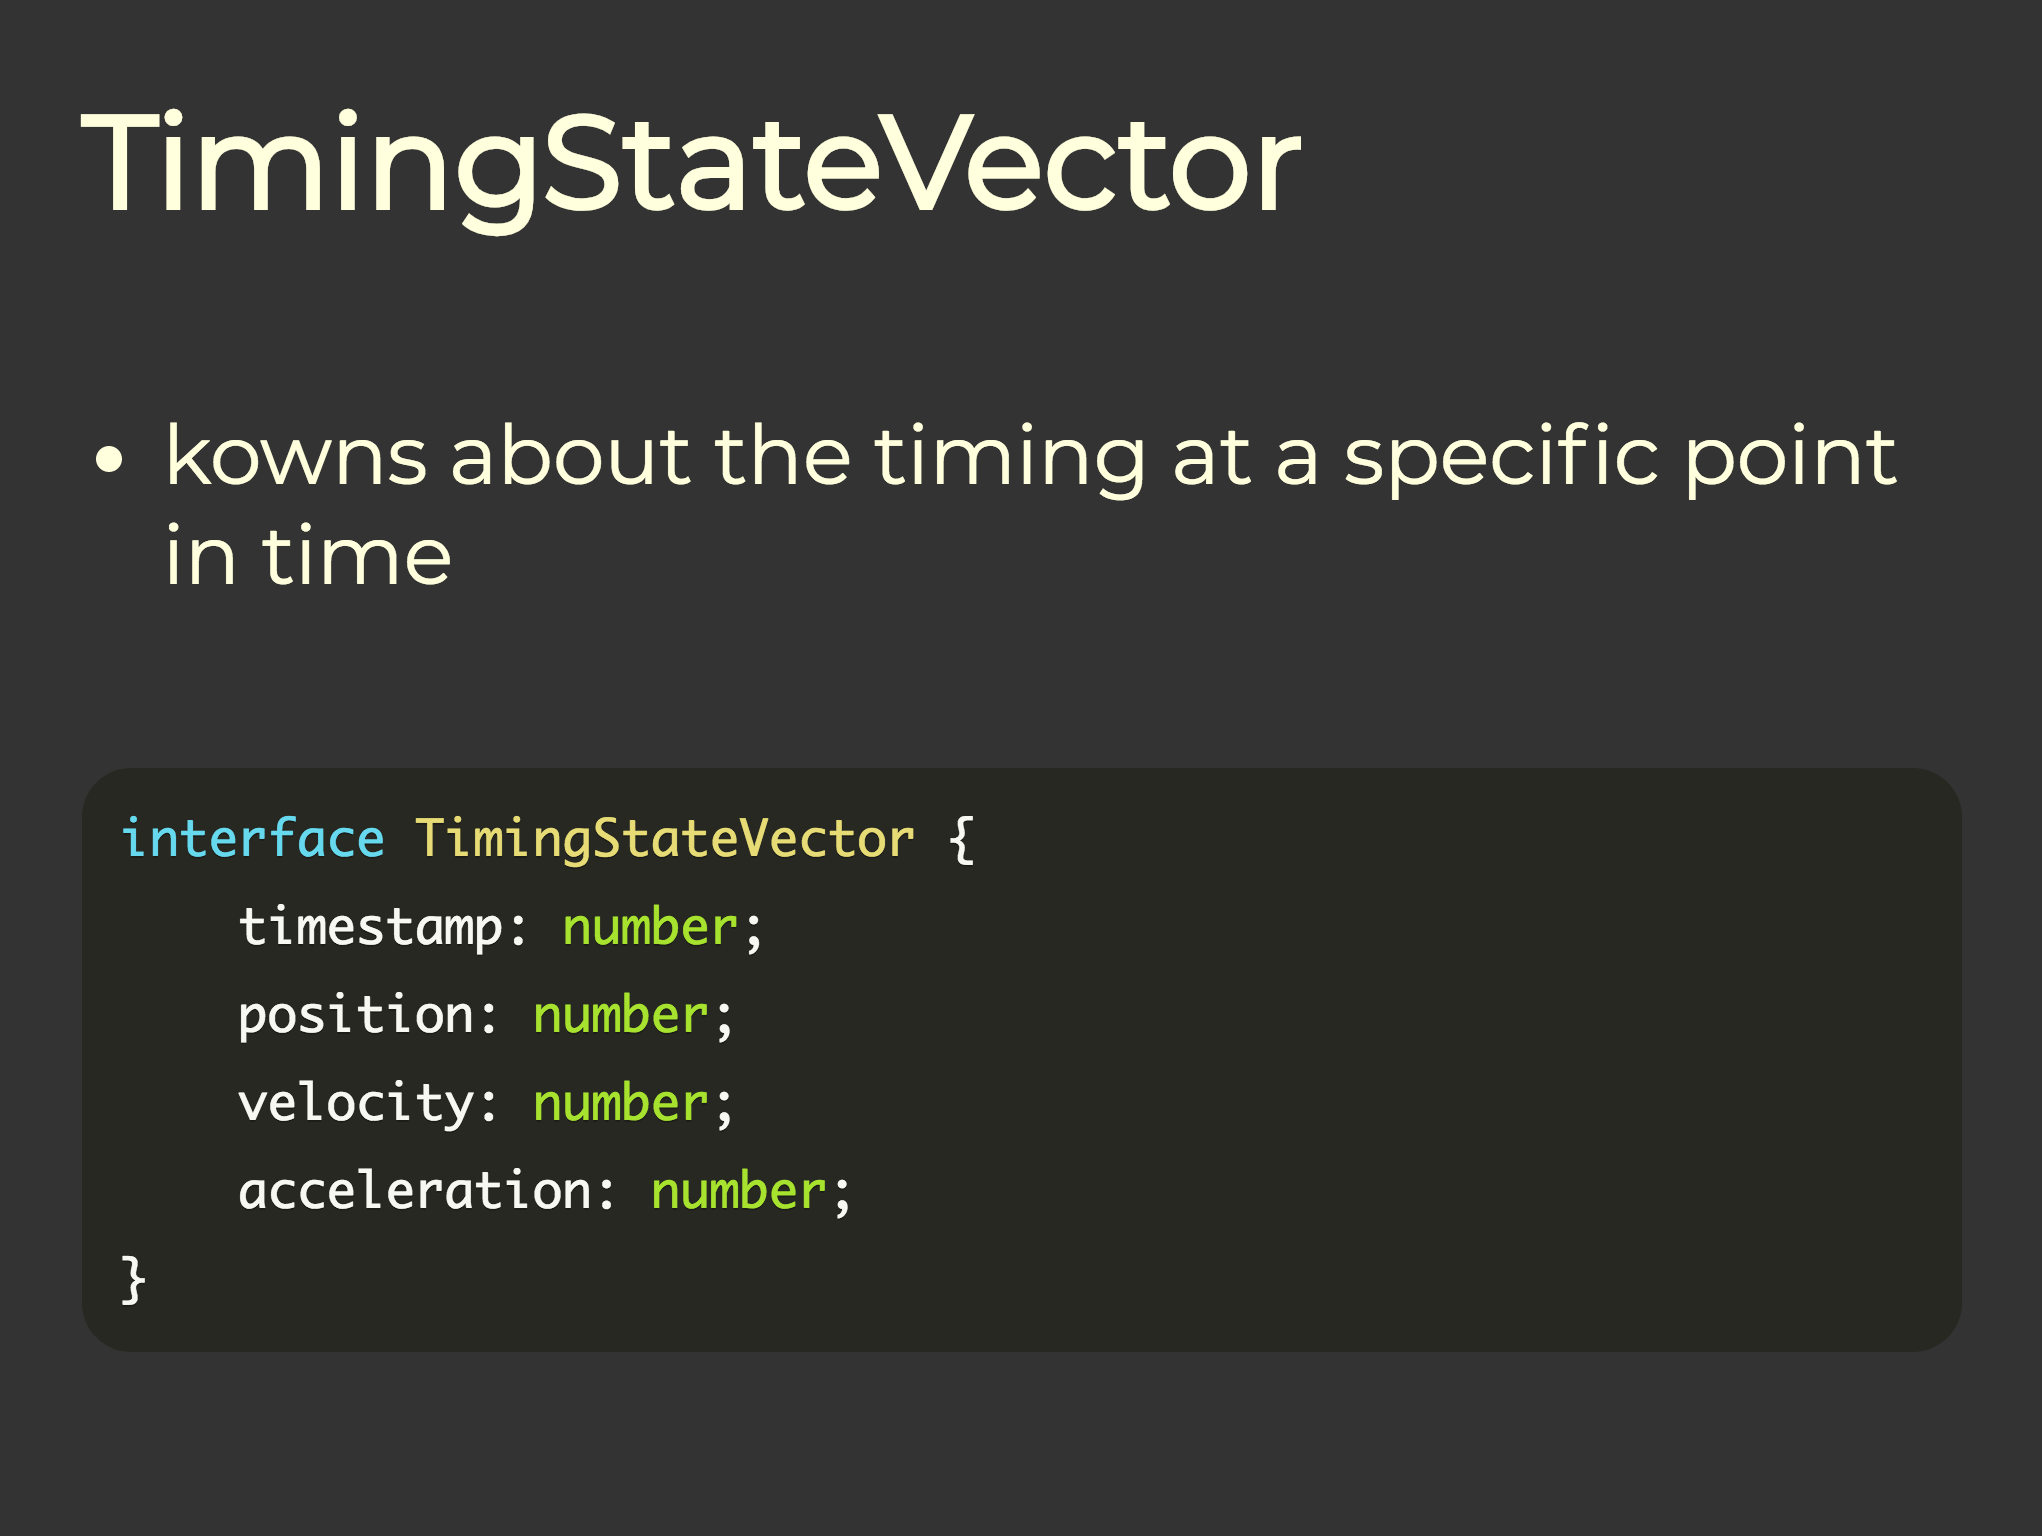 TimingStateVector
• kowns about the timing at a specific point
in time
interface TimingStateVector {
    timestamp: number;
    position: number;
    velocity: number;
    acceleration: number;
}